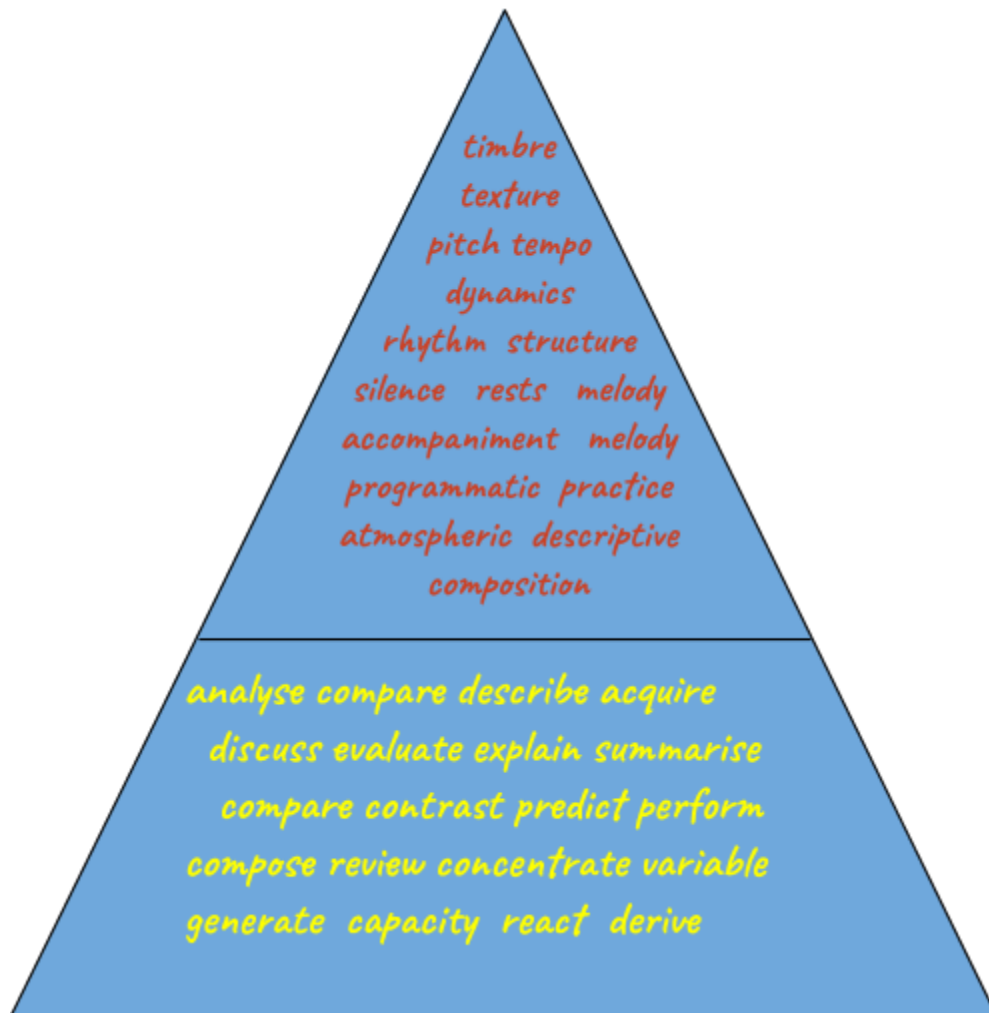 timbre
texture
pitch tempo
dynamics
rhythm structure
silence rests melody
accompaniment melody
programmatic practice
atmospheric descriptive
composition
analyse compare describe acquire
discuss evaluate explain summarise
compare contrast predict perform
compose review concentrate variable
generate capacity react derive